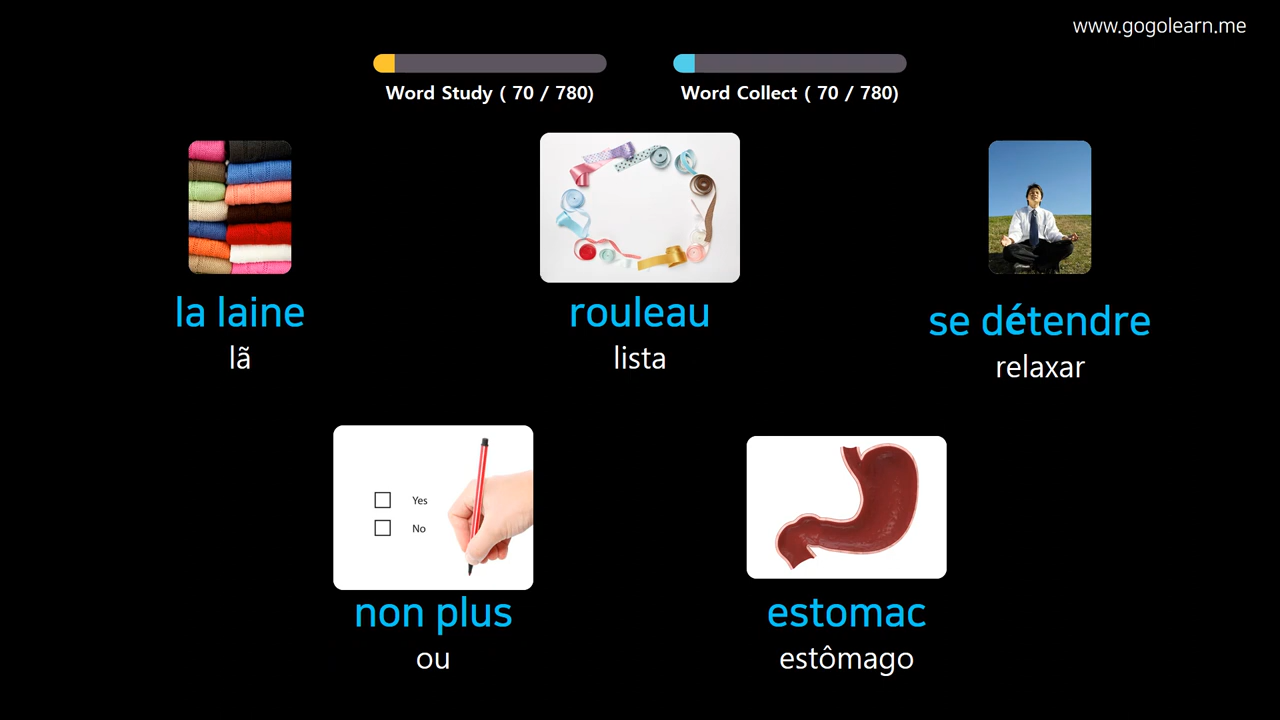 www.gogolearn.me
Word Study ( 70 / 780)
Word Collect ( 70 / 780)
la laine
lã
rouleau
lista
se détendre
relaxar
Yes
No
non plus
ou
estomac
estômago